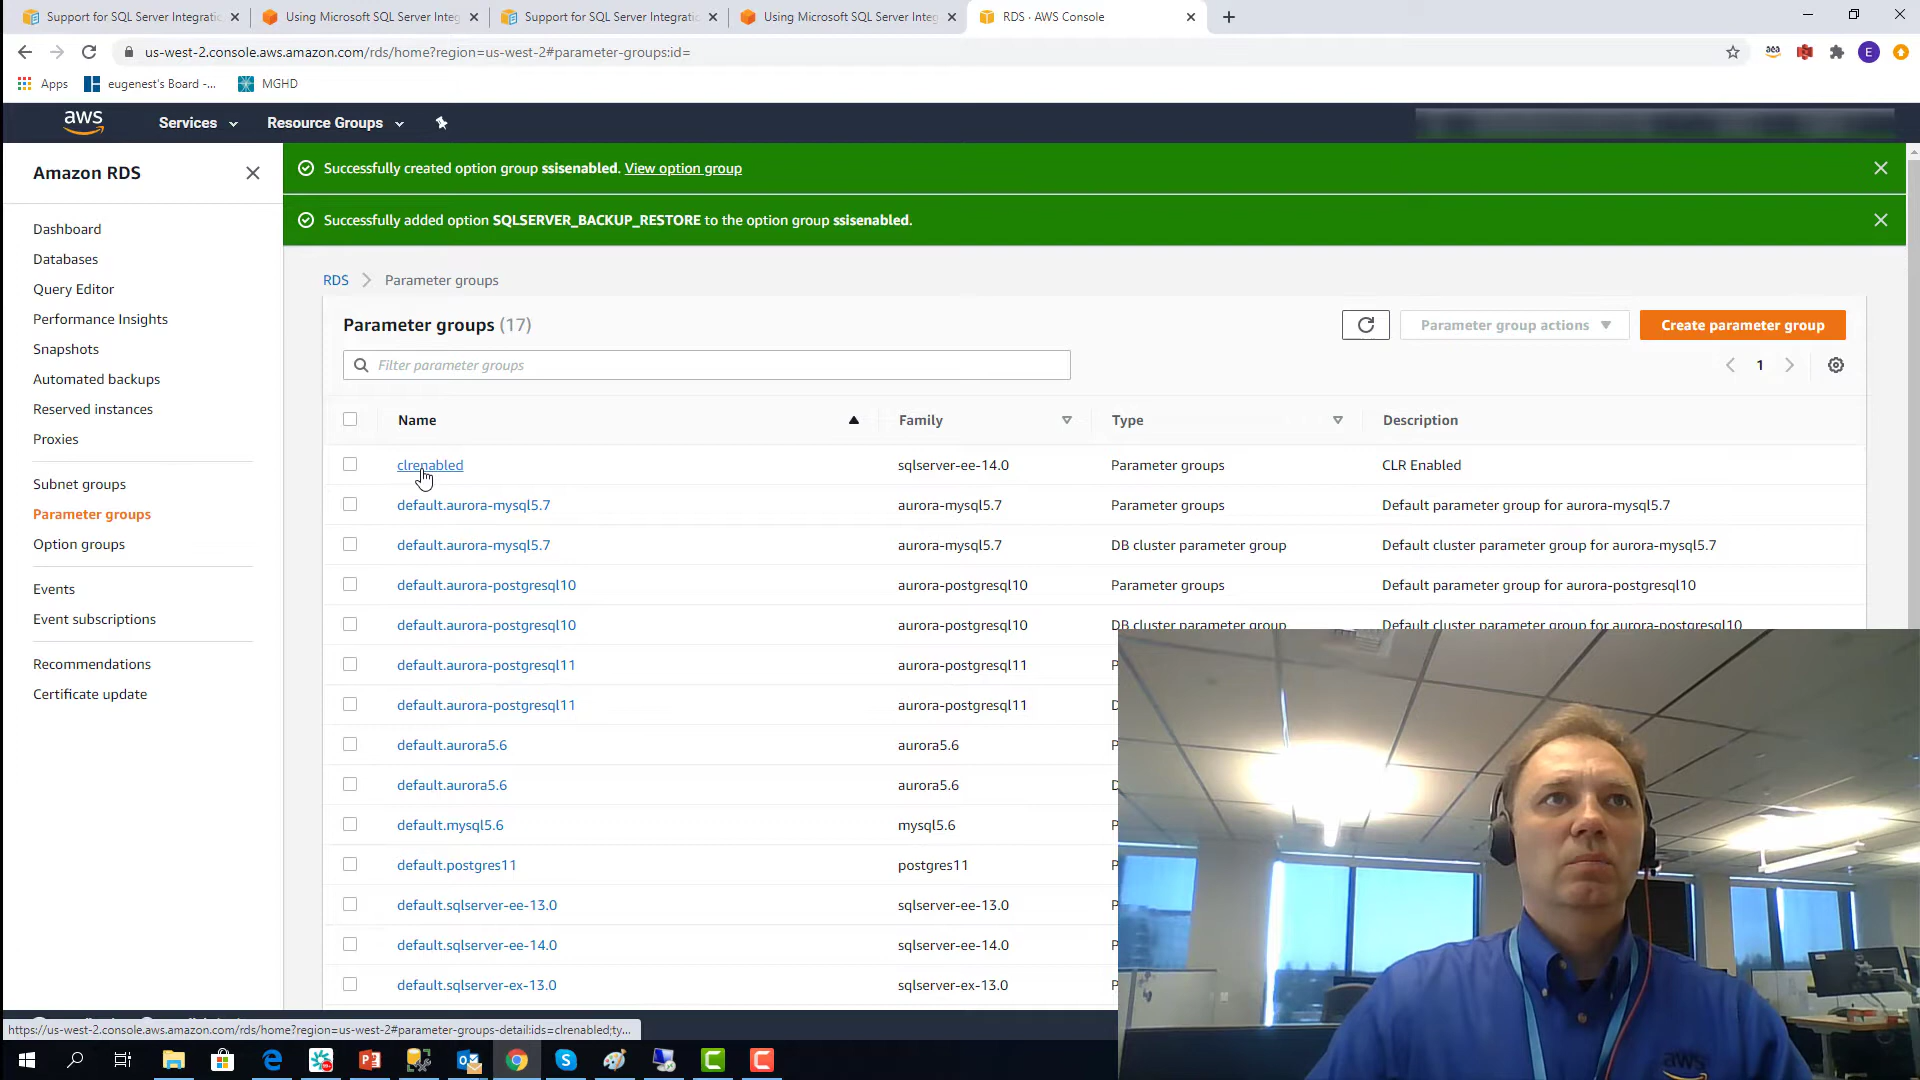 Support for SQL Server Integratio
Using Microsoft SQL Server Integ
Support for SQL Server Integratio
Using Microsoft SQL Server Integ
RDS · AWS Console
us-west-2.console.aws.amazon.com/rds/home?region=us-west-2#parameter-groups:id=
E
Apps
eugenest's Board -...
MGHD
aws
Services
Resource Groups
Amazon RDS
Successfully created option group ssisenabled. View option group
Successfully added option SQLSERVER_BACKUP_RESTORE to the option group ssisenabled.
Dashboard
Databases
Query Editor
Performance Insights
Snapshots
Automated backups
Reserved instances
Proxies
Subnet groups
Parameter groups
Option groups
Events
Event subscriptions
Recommendations
Certificate update
RDS > Parameter groups
Parameter groups (17)
Parameter group actions
Create parameter group
Filter parameter groups
1
Name Family Type Description
clrenabled sqlserver-ee-14.0 Parameter groups CLR Enabled
default.aurora-mysql5.7 aurora-mysql5.7 Parameter groups Default parameter group for aurora-mysql5.7
default.aurora-mysql5.7 aurora-mysql5.7 DB cluster parameter group Default cluster parameter group for aurora-mysql5.7
default.aurora-postgresql10 aurora-postgresql10 Parameter groups Default parameter group for aurora-postgresql10
default.aurora-postgresql10 aurora-postgresql10 DB cluster parameter group Default cluster parameter group for aurora-postgresql10
default.aurora-postgresql11 aurora-postgresql11 P
default.aurora-postgresql11 aurora-postgresql11 D
default.aurora5.6 aurora5.6 P
default.aurora5.6 aurora5.6 D
default.mysql5.6 mysql5.6 P
default.postgres11 postgres11 P
default.sqlserver-ee-13.0 sqlserver-ee-13.0 P
default.sqlserver-ee-14.0 sqlserver-ee-14.0 P
default.sqlserver-ex-13.0 sqlserver-ex-13.0 P
https://us-west-2.console.aws.amazon.com/rds/home?region=us-west-2#parameter-groups-detail:ids=clrenabled;ty...
aws